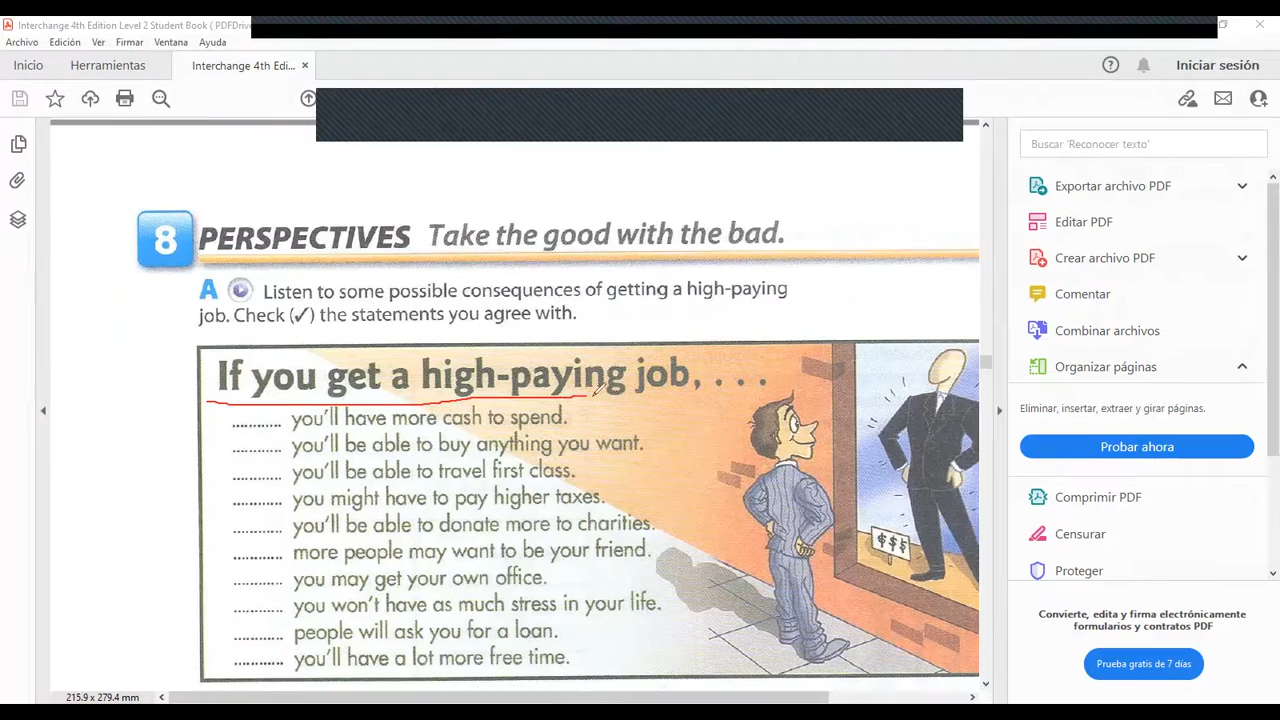 Interchange 4th Edition Level 2 Student Book ( PDFDrive
Archivo Edición Ver Firmar Ventana Ayuda
Inicio Herramientas Interchange 4th Edi... × Iniciar sesión
8 PERSPECTIVES Take the good with the bad.
A Listen to some possible consequences of getting a high-paying
job. Check (✓) the statements you agree with.
If you get a high-paying job, . . .
........... you'll have more cash to spend.
........... you'll be able to buy anything you want.
........... you'll be able to travel first class.
........... you might have to pay higher taxes.
........... you'll be able to donate more to charities.
........... more people may want to be your friend.
........... you may get your own office.
........... you won't have as much stress in your life.
........... people will ask you for a loan.
........... you'll have a lot more free time.
$$$
215.9 x 279.4 mm
Buscar 'Reconocer texto'
Exportar archivo PDF
Editar PDF
Crear archivo PDF
Comentar
Combinar archivos
Organizar páginas
Eliminar, insertar, extraer y girar páginas.
Probar ahora
Comprimir PDF
Censurar
Proteger
Convierte, edita y firma electrónicamente
formularios y contratos PDF
Prueba gratis de 7 días